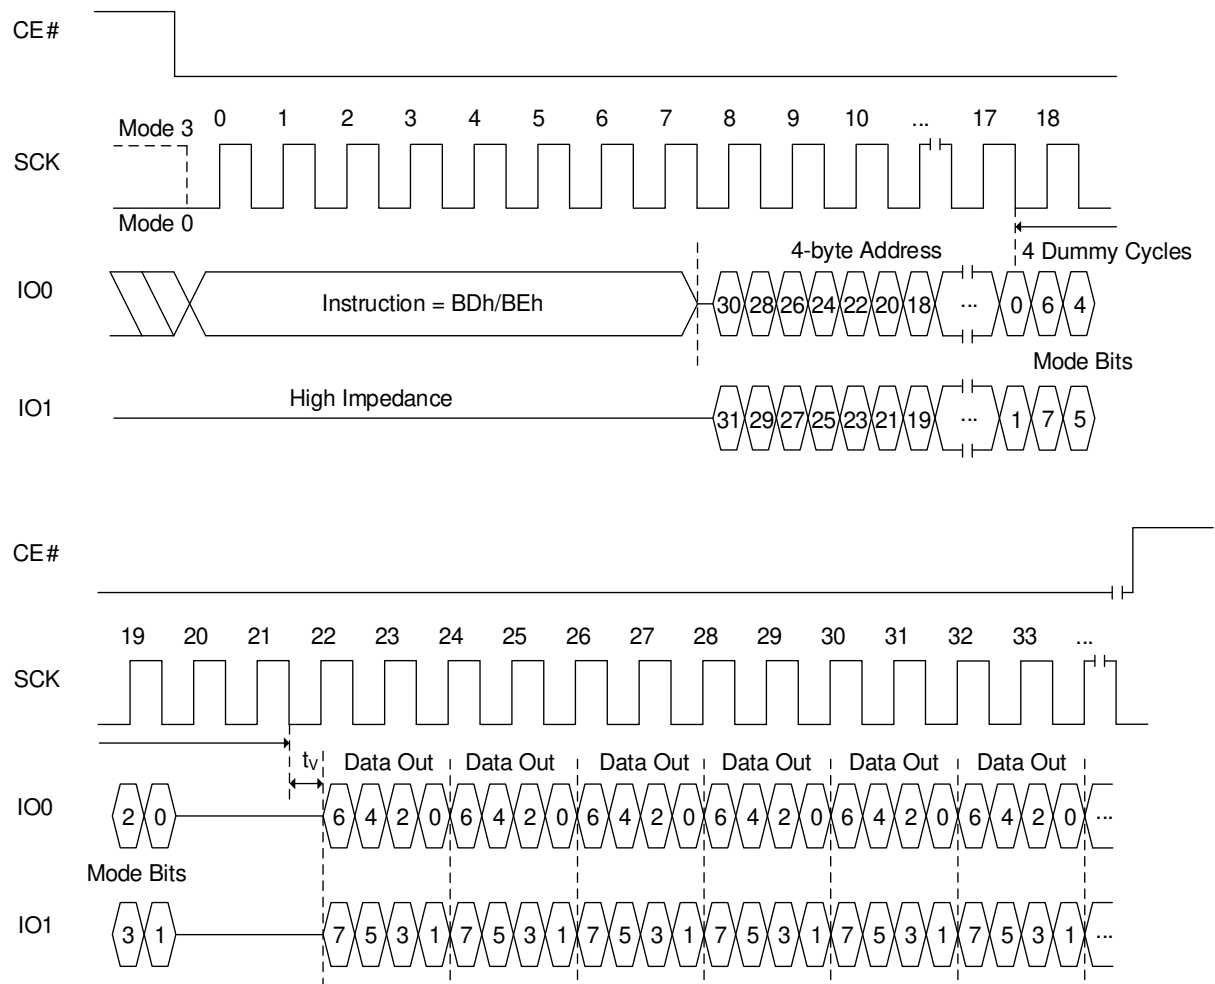 CE#
0 1 2 3 4 5 6 7 8 9 10 ... 17 18
Mode 3
SCK
Mode 0
4-byte Address 4 Dummy Cycles
IO0 Instruction = BDh/BEh 30 28 26 24 22 20 18 ... 0 6 4
Mode Bits
High Impedance
IO1 31 29 27 25 23 21 19 ... 1 7 5
CE#
19 20 21 22 23 24 25 26 27 28 29 30 31 32 33 ...
SCK
tV Data Out Data Out Data Out Data Out Data Out Data Out
IO0 2 0 6 4 2 0 6 4 2 0 6 4 2 0 6 4 2 0 6 4 2 0 6 4 2 0 ...
Mode Bits
IO1 3 1 7 5 3 1 7 5 3 1 7 5 3 1 7 5 3 1 7 5 3 1 7 5 3 1 ...